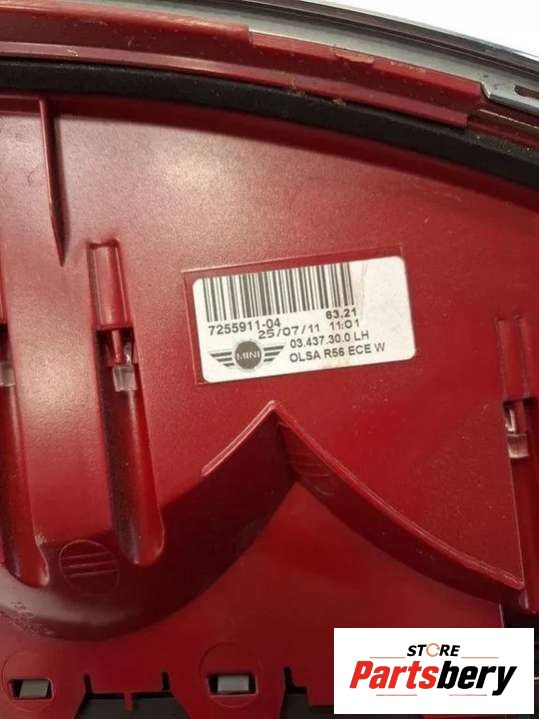 7255911-04 63.21
25/07/11 11:01
MINI 03.437.30.0 LH
OLSA R56 ECE W
STORE
Partsbery